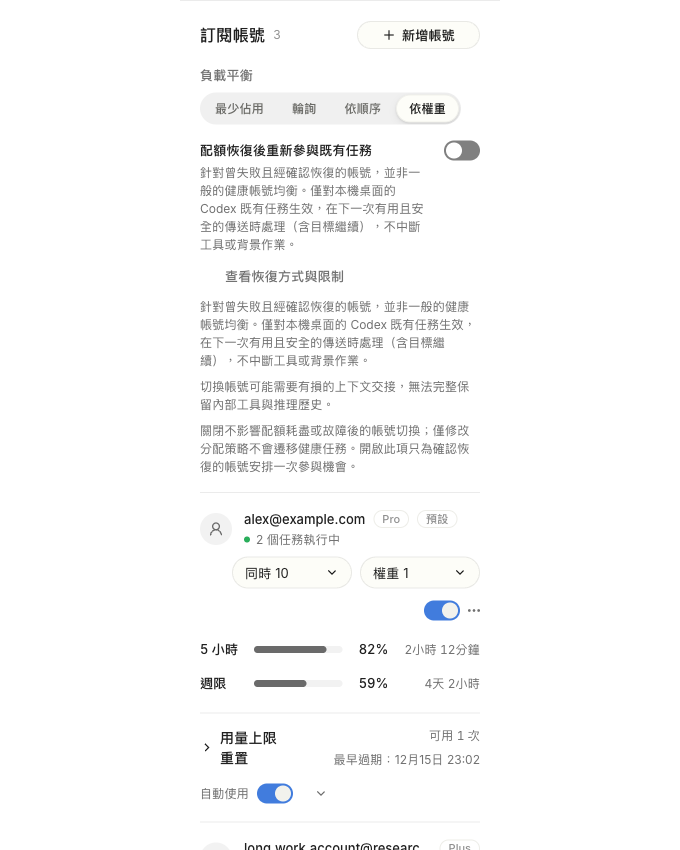 訂閱帳號 3
+ 新增帳號
負載平衡
最少佔用 輪詢 依順序 依權重
配額恢復後重新參與既有任務
針對曾失敗且經確認恢復的帳號，並非一
般的健康帳號均衡。僅對本機桌面的
Codex 既有任務生效，在下一次有用且安
全的傳送時處理（含目標繼續），不中斷
工具或背景作業。
查看恢復方式與限制
針對曾失敗且經確認恢復的帳號，並非一般的健康
帳號均衡。僅對本機桌面的 Codex 既有任務生效，
在下一次有用且安全的傳送時處理（含目標繼
續），不中斷工具或背景作業。
切換帳號可能需要有損的上下文交接，無法完整保
留內部工具與推理歷史。
關閉不影響配額耗盡或故障後的帳號切換；僅修改
分配策略不會遷移健康任務。開啟此項只為確認恢
復的帳號安排一次參與機會。
alex@example.com Pro 預設
2 個任務執行中
同時 10 權重 1
5 小時 82% 2小時 12分鐘
週限 59% 4天 2小時
用量上限
重置
可用 1 次
最早過期：12月15日 23:02
自動使用
long.work.account@researc… Plus